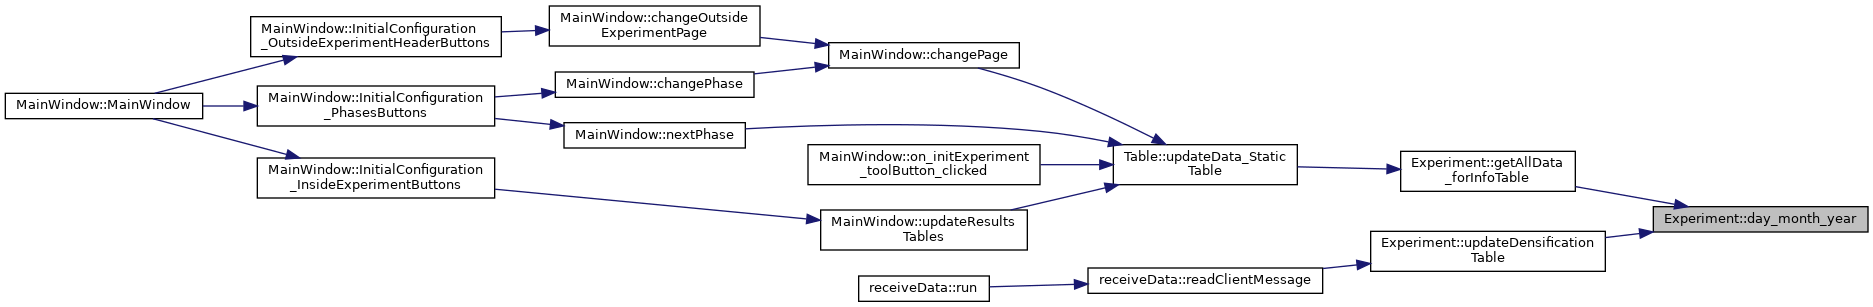 MainWindow::MainWindow
MainWindow::InitialConfiguration
_OutsideExperimentHeaderButtons
MainWindow::InitialConfiguration
_PhasesButtons
MainWindow::InitialConfiguration
_InsideExperimentButtons
MainWindow::changeOutside
ExperimentPage
MainWindow::changePhase
MainWindow::nextPhase
MainWindow::changePage
MainWindow::on_initExperiment
_toolButton_clicked
MainWindow::updateResults
Tables
receiveData::run
Table::updateData_Static
Table
receiveData::readClientMessage
Experiment::getAllData
_forInfoTable
Experiment::updateDensification
Table
Experiment::day_month_year